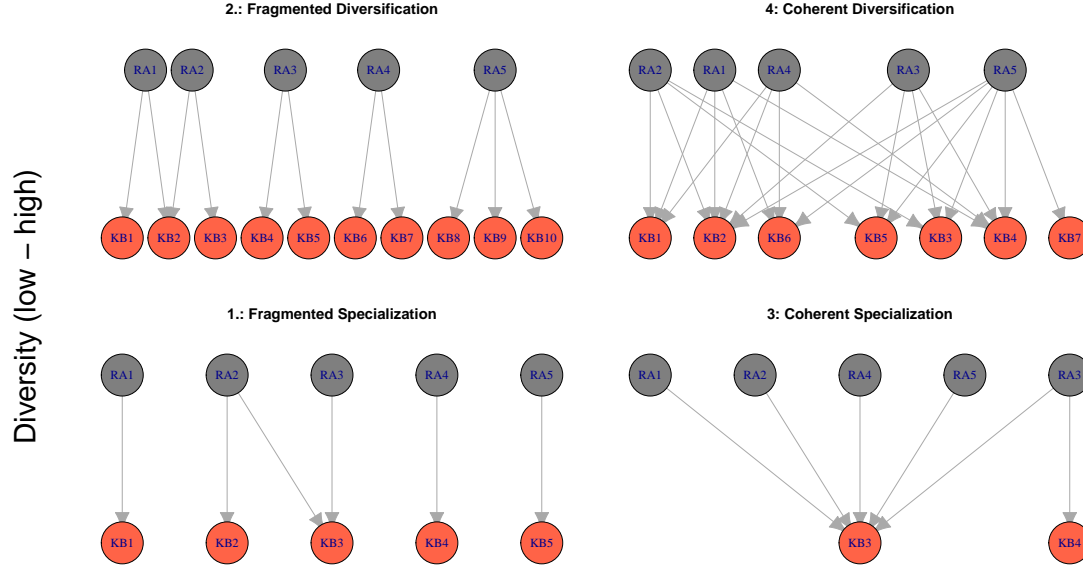 2.: Fragmented Diversification
RA1 RA2 RA3 RA4 RA5
KB1 KB2 KB3 KB4 KB5 KB6 KB7 KB8 KB9 KB10
4: Coherent Diversification
RA2 RA1 RA4 RA3 RA5
KB1 KB2 KB6 KB5 KB3 KB4 KB7
Diversity (low – high)
1.: Fragmented Specialization
RA1 RA2 RA3 RA4 RA5
KB1 KB2 KB3 KB4 KB5
3: Coherent Specialization
RA1 RA2 RA4 RA5 RA3
KB3 KB4